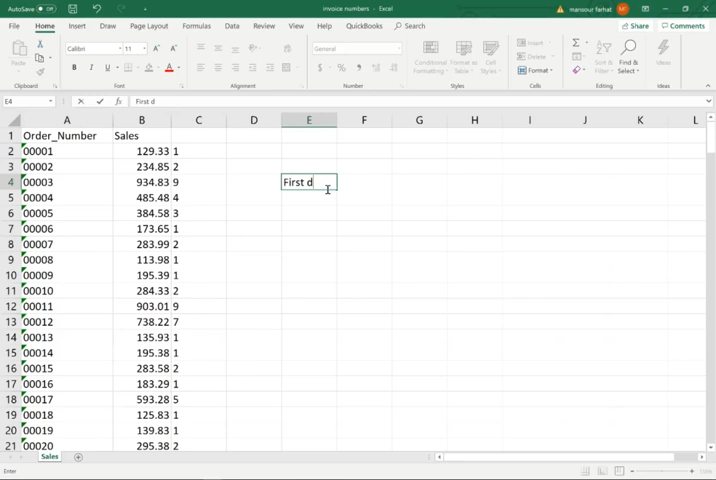 AutoSave Off invoice numbers - Excel mansour farhat MF
File Home Insert Draw Page Layout Formulas Data Review View Help QuickBooks Search Share Comments
Calibri 11 A A General Insert
Paste B I U A $ % Conditional Format as Cell Delete Sort & Find & Ideas
Formatting Table Styles Format Filter Select
Clipboard Font Alignment Number Styles Cells Editing Ideas
E4 fx First d
A B C D E F G H I J K L
1 Order_Number Sales
2 00001 129.33 1
3 00002 234.85 2
4 00003 934.83 9 First d
5 00004 485.48 4
6 00005 384.58 3
7 00006 173.65 1
8 00007 283.99 2
9 00008 113.98 1
10 00009 195.39 1
11 00010 284.33 2
12 00011 903.01 9
13 00012 738.22 7
14 00013 135.93 1
15 00014 195.38 1
16 00015 283.58 2
17 00016 183.29 1
18 00017 593.28 5
19 00018 125.83 1
20 00019 139.83 1
21 00020 295.38 2
Sales
Enter